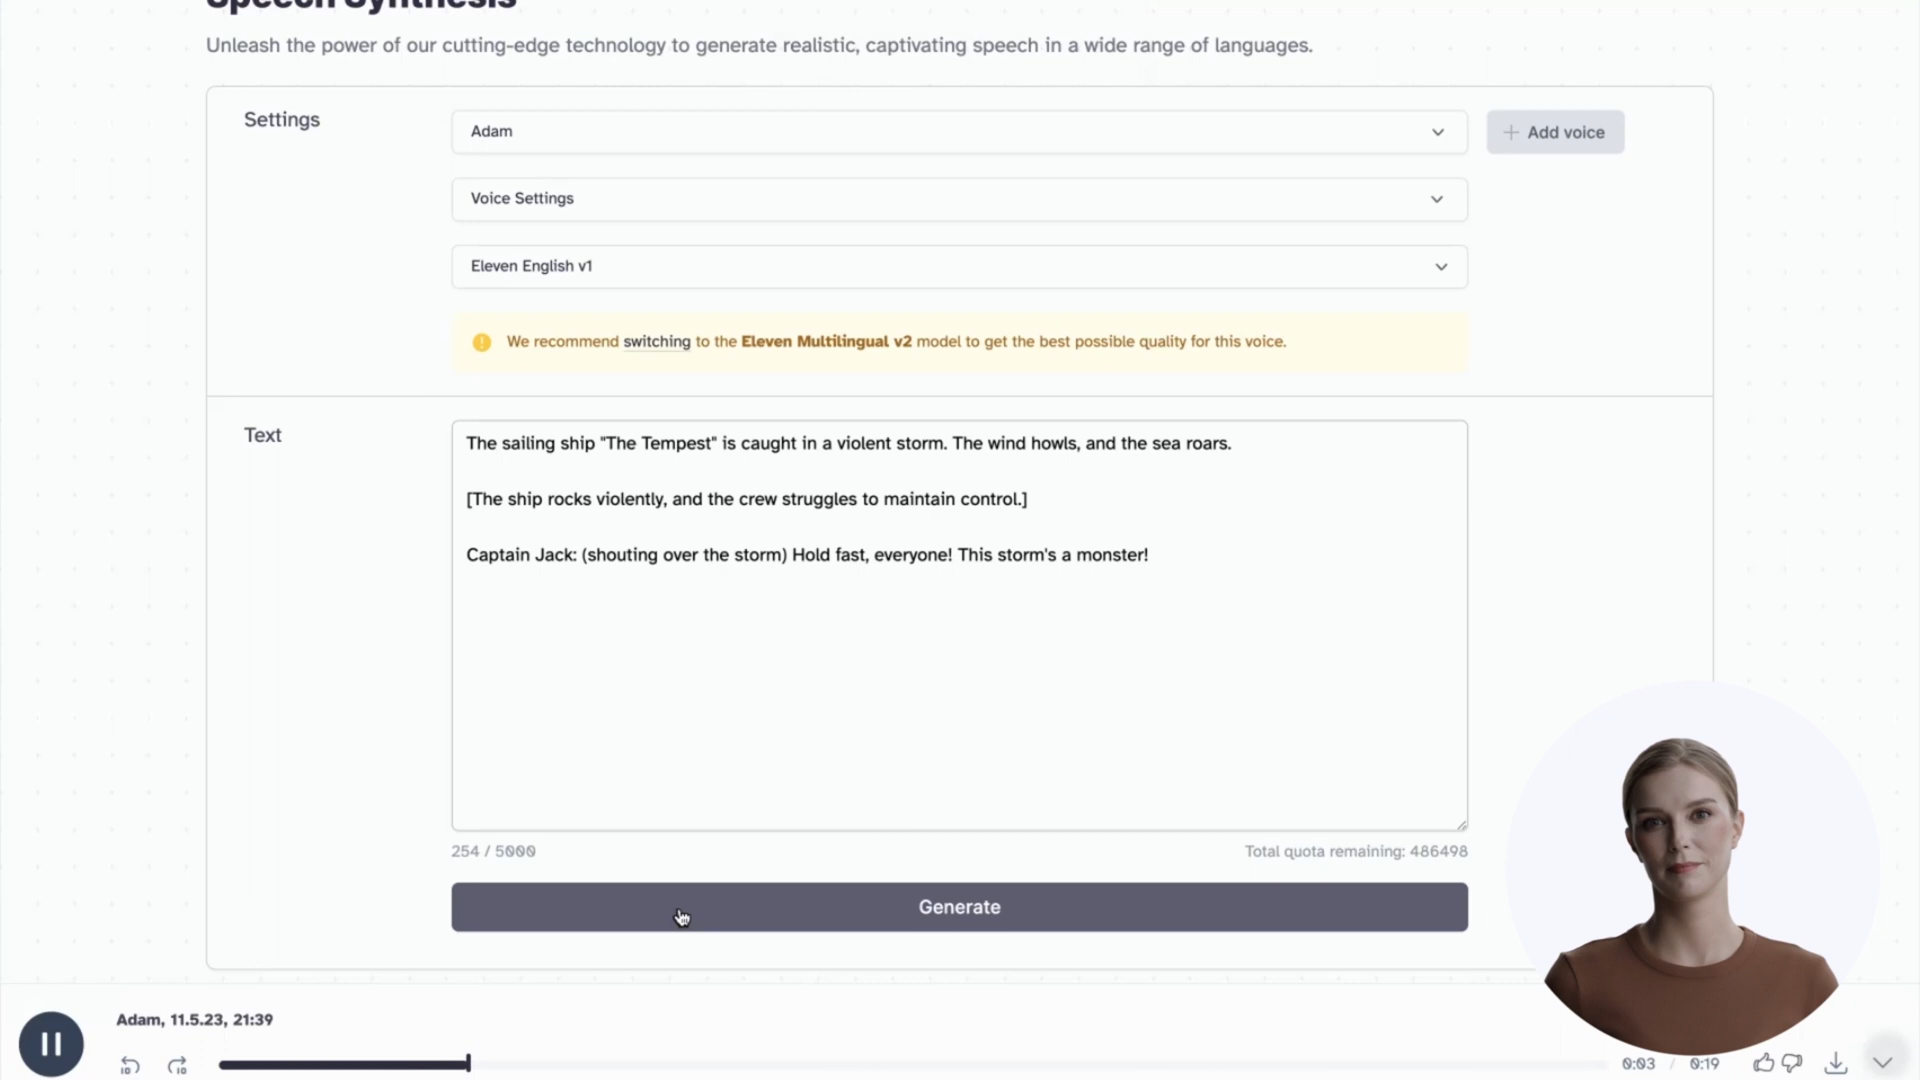 Speech Synthesis
Unleash the power of our cutting-edge technology to generate realistic, captivating speech in a wide range of languages.
Settings
Adam
+ Add voice
Voice Settings
Eleven English v1
We recommend switching to the Eleven Multilingual v2 model to get the best possible quality for this voice.
Text
The sailing ship "The Tempest" is caught in a violent storm. The wind howls, and the sea roars.
[The ship rocks violently, and the crew struggles to maintain control.]
Captain Jack: (shouting over the storm) Hold fast, everyone! This storm's a monster!
254 / 5000
Total quota remaining: 486498
Generate
Adam, 11.5.23, 21:39
10
10
0:03 / 0:19